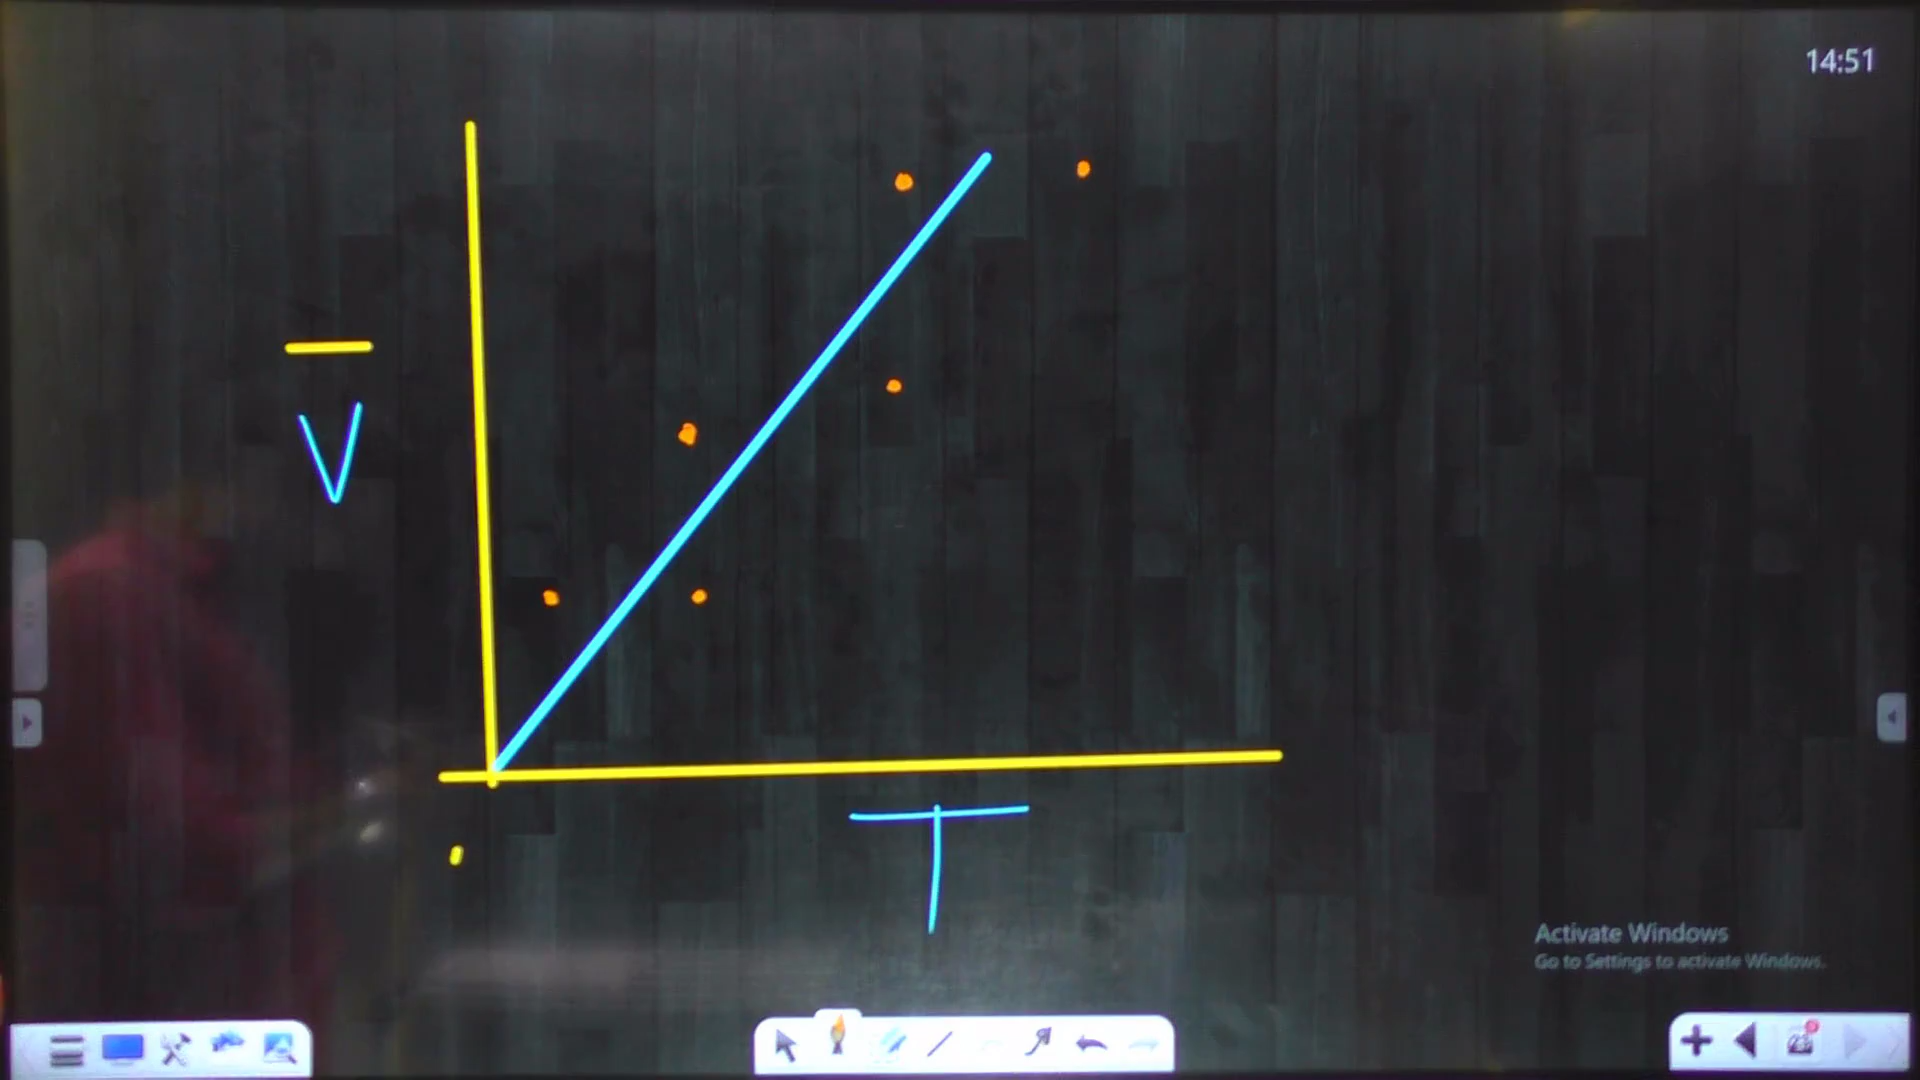 14:51
V
T
Activate Windows
Go to Settings to activate Windows.